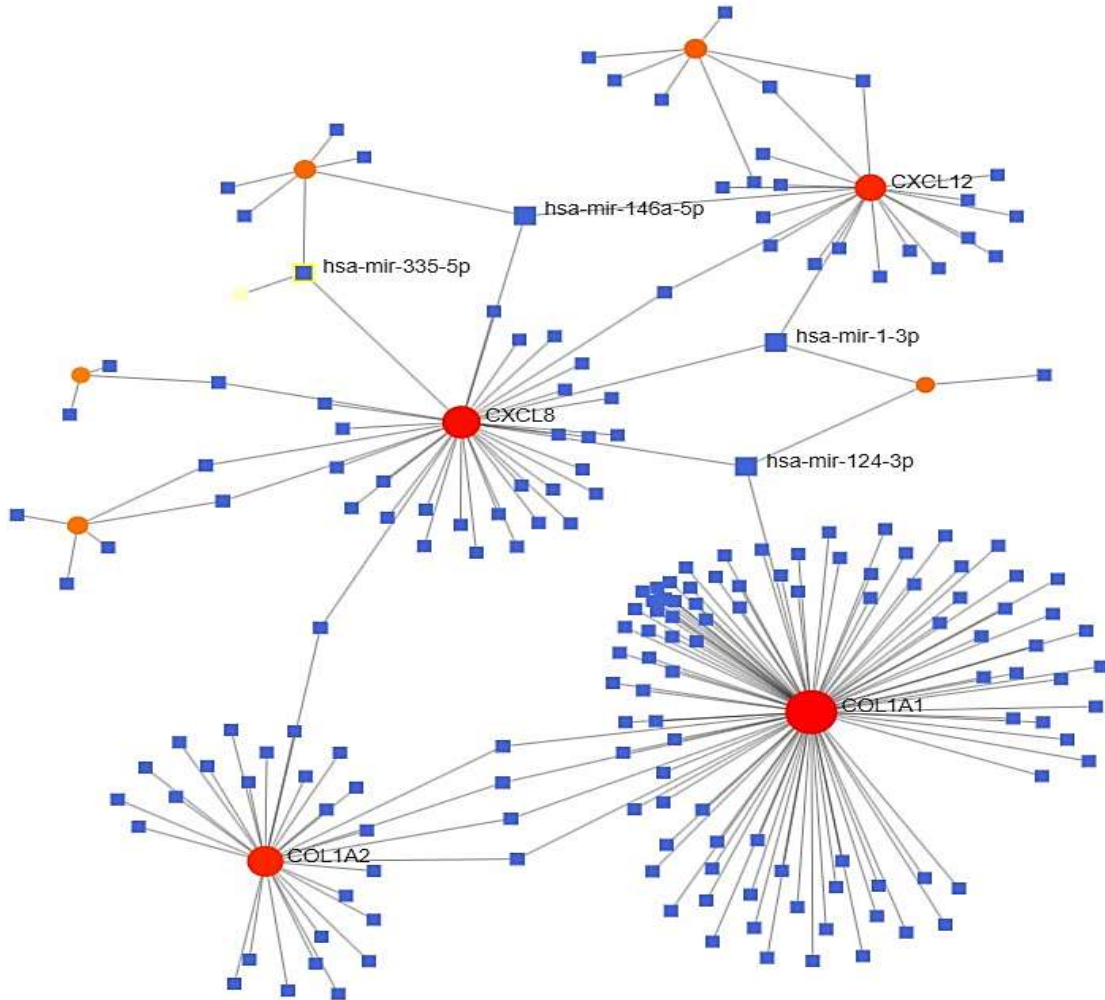 CXCL12
hsa-mir-146a-5p
hsa-mir-335-5p
hsa-mir-1-3p
CXCL8
hsa-mir-124-3p
COL1A1
COL1A2